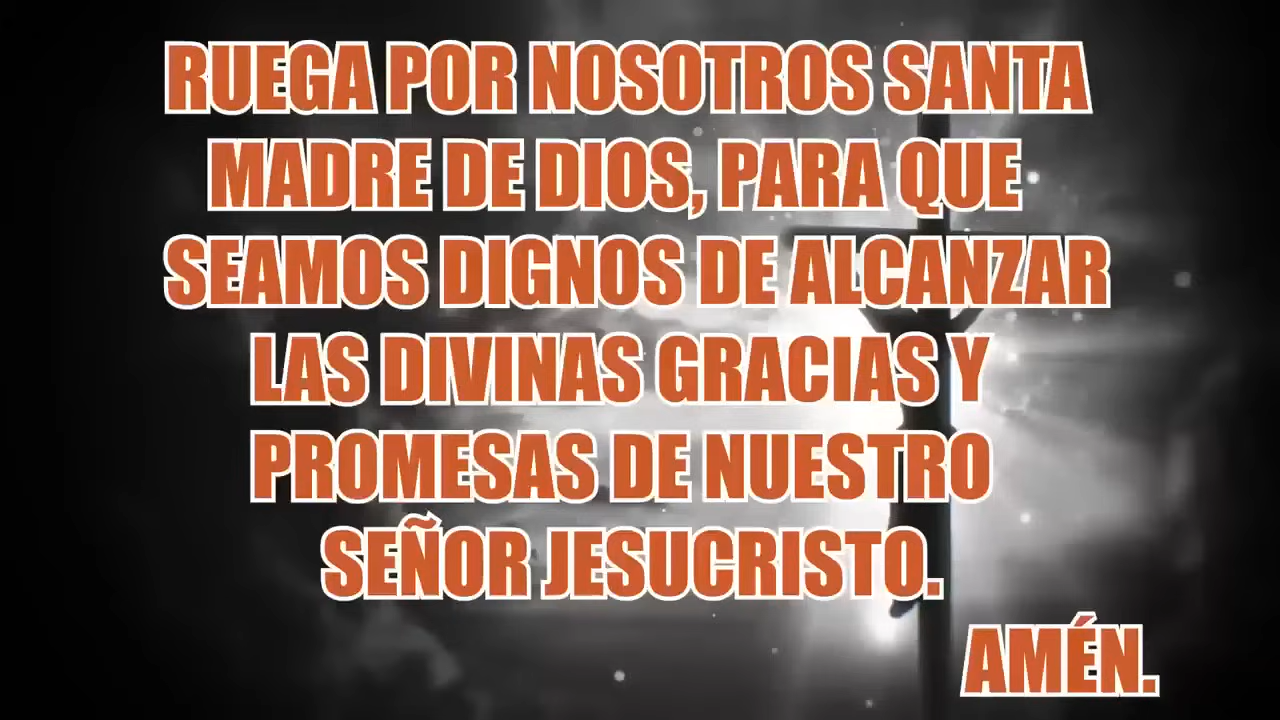 RUEGA POR NOSOTROS SANTA
MADRE DE DIOS, PARA QUE
SEAMOS DIGNOS DE ALCANZAR
LAS DIVINAS GRACIAS Y
PROMESAS DE NUESTRO
SEÑOR JESUCRISTO.
AMÉN.